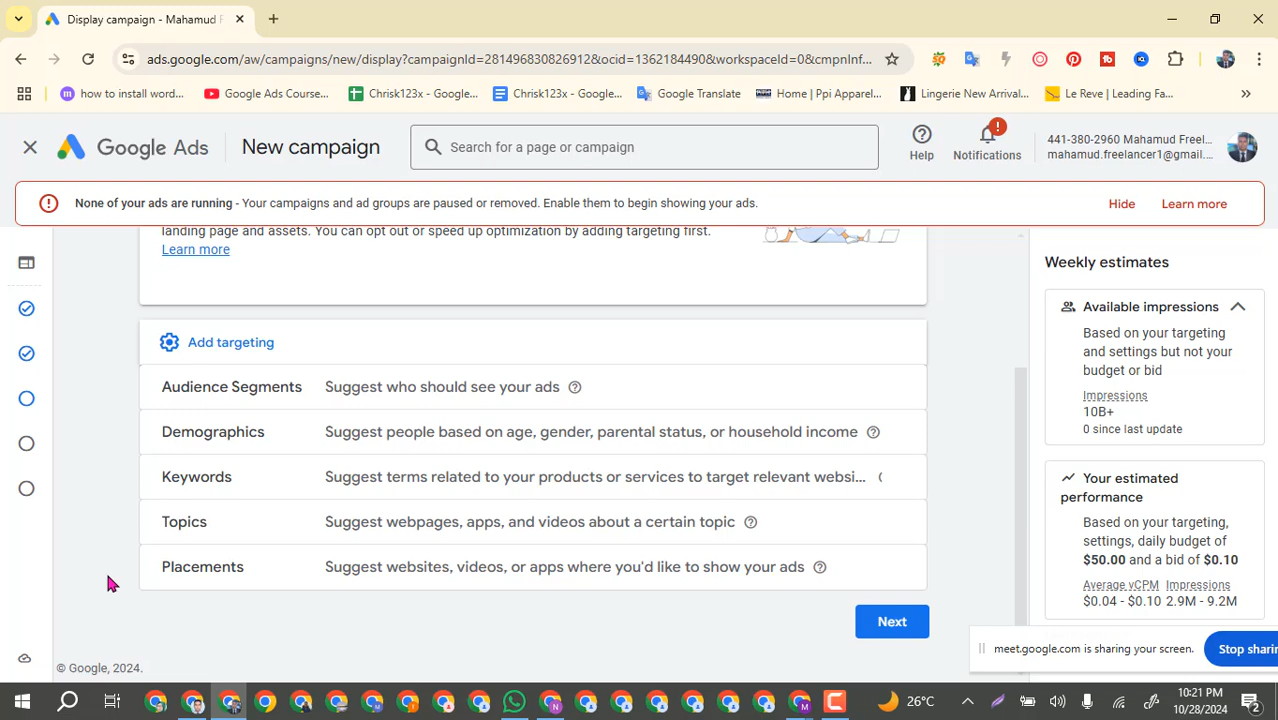 Display campaign - Mahamud F
ads.google.com/aw/campaigns/new/display?campaignId=281496830826912&ocid=1362184490&workspaceId=0&cmpnInf...
how to install word...
Google Ads Course...
Chrisk123x - Google...
Chrisk123x - Google...
Google Translate
Home | Ppi Apparel...
Lingerie New Arrival...
Le Reve | Leading Fa...
Google Ads
New campaign
Search for a page or campaign
Help
Notifications
441-380-2960 Mahamud Freel...
mahamud.freelancer1@gmail....
None of your ads are running - Your campaigns and ad groups are paused or removed. Enable them to begin showing your ads.
Hide
Learn more
landing page and assets. You can opt out or speed up optimization by adding targeting first.
Learn more
Add targeting
Audience Segments Suggest who should see your ads
Demographics Suggest people based on age, gender, parental status, or household income
Keywords Suggest terms related to your products or services to target relevant websi...
Topics Suggest webpages, apps, and videos about a certain topic
Placements Suggest websites, videos, or apps where you'd like to show your ads
Next
© Google, 2024.
Weekly estimates
Available impressions
Based on your targeting
and settings but not your
budget or bid
Impressions
10B+
0 since last update
Your estimated
performance
Based on your targeting,
settings, daily budget of
$50.00 and a bid of $0.10
Average vCPM Impressions
$0.04 - $0.10 2.9M - 9.2M
meet.google.com is sharing your screen.
Stop sharin
26°C
10:21 PM
10/28/2024
2